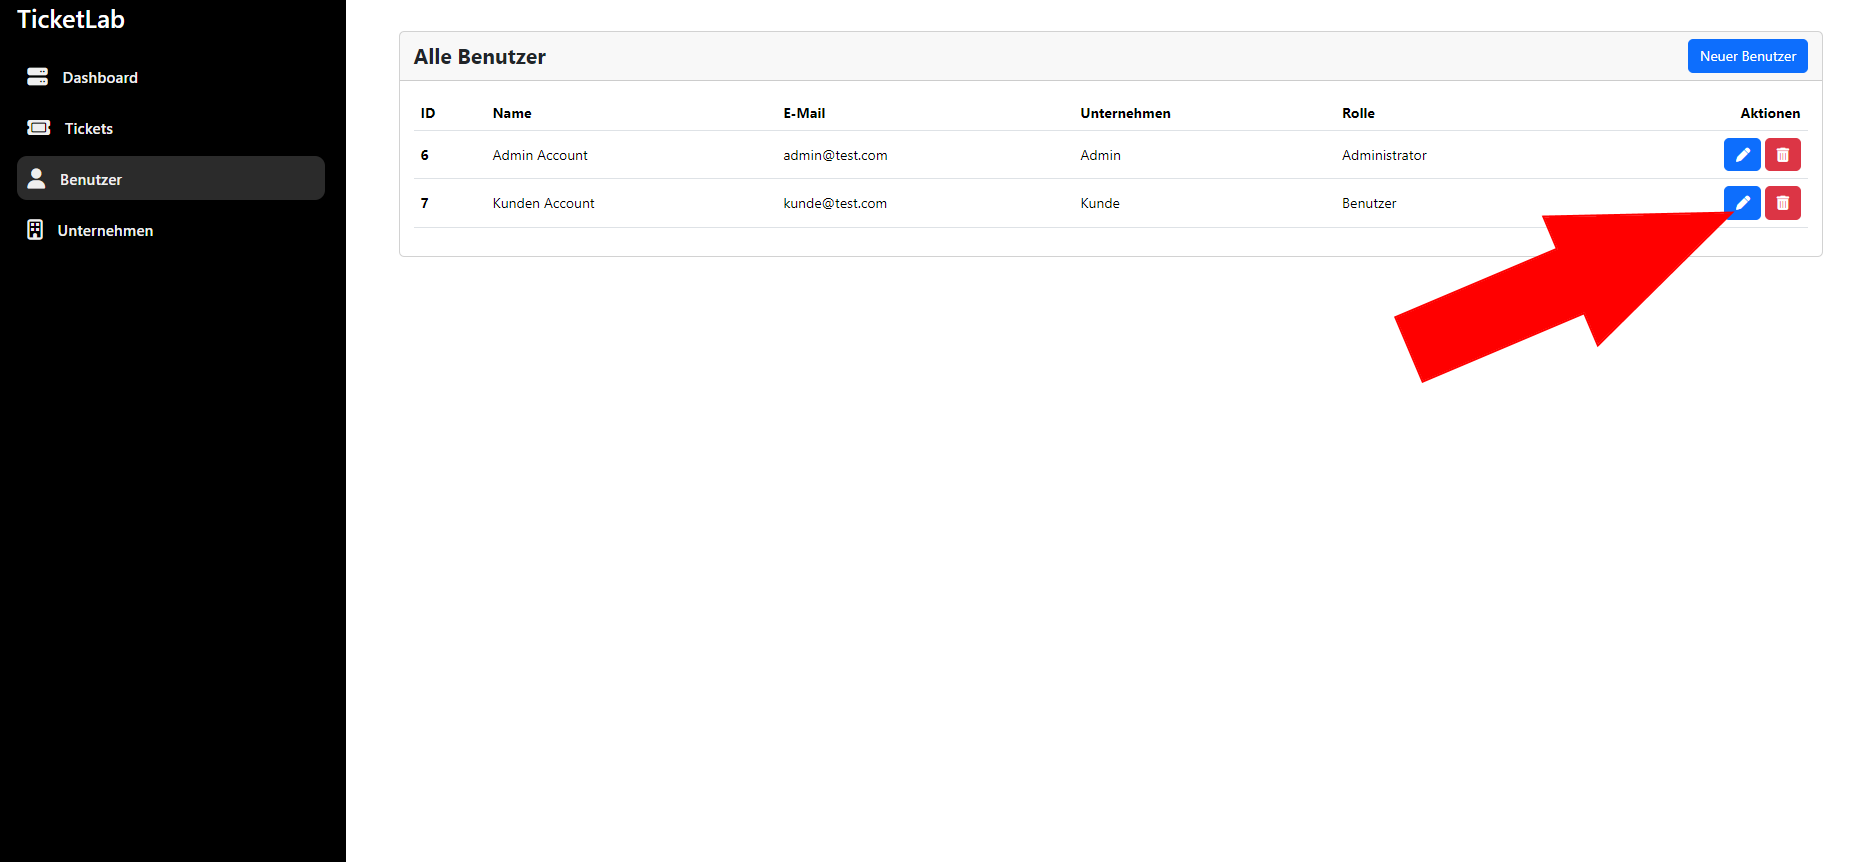 TicketLab
Dashboard
Tickets
Benutzer
Unternehmen
Alle Benutzer
Neuer Benutzer
ID Name E-Mail Unternehmen Rolle Aktionen
6 Admin Account admin@test.com Admin Administrator
7 Kunden Account kunde@test.com Kunde Benutzer